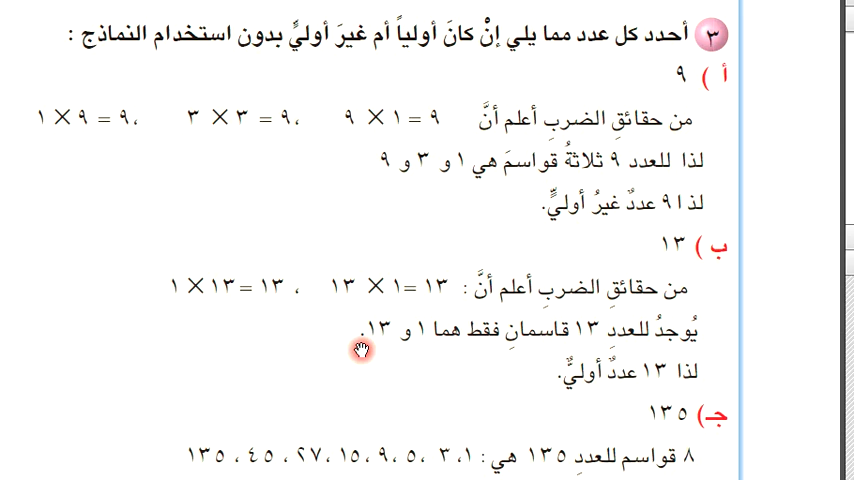 ٣ أحدد كل عدد مما يلي إنْ كانَ أولياً أم غيرَ أوليٍّ بدون استخدام النماذج :
أ ) ٩
من حقائقِ الضربِ أعلم أنَّ ٩ = ١ × ٩ ،٩ = ٣ × ٣ ،٩ = ٩ × ١
لذا للعدد ٩ ثلاثةُ قواسمَ هي ١ و ٣ و ٩
لذا ٩ عددٌ غيرُ أوليٍّ.
ب ) ١٣
من حقائقِ الضربِ أعلم أنَّ : ١٣ =١ × ١٣ ، ١٣ =١٣ × ١
يُوجدُ للعددِ ١٣ قاسمانِ فقط هما ١ و ١٣.
لذا ١٣ عددٌ أوليٌّ.
جـ) ١٣٥
٨ قواسم للعددِ ١٣٥ هي : ١، ٣ ،٥ ،٩ ،١٥ ،٢٧ ، ٤٥ ، ١٣٥